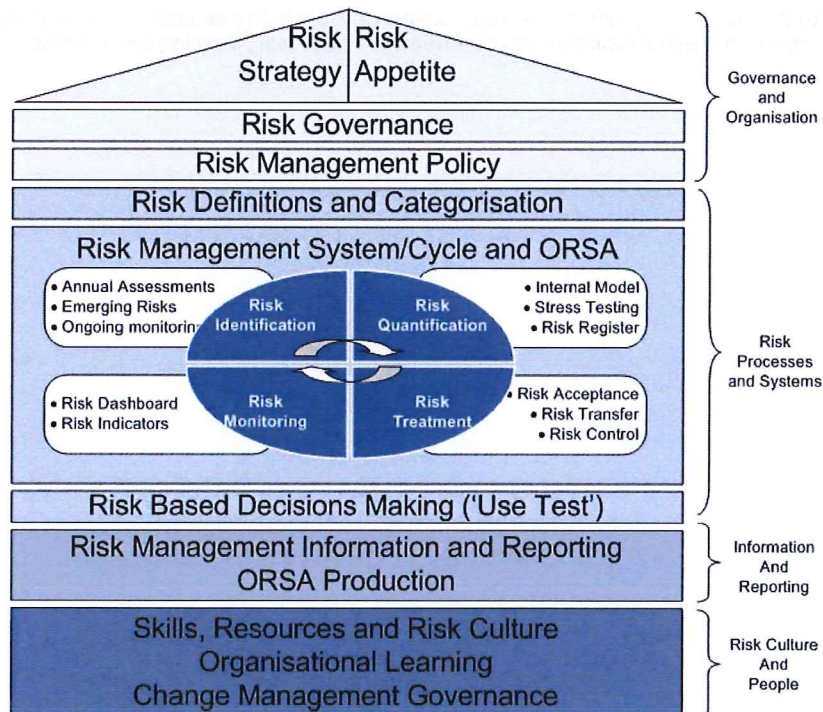 Risk Risk
Strategy Appetite
Governance
and
Organisation
Risk Governance
Risk Management Policy
Risk Definitions and Categorisation
Risk Management System/Cycle and ORSA
• Annual Assessments
• Emerging Risks
• Ongoing monitorin
Risk
Identification
Risk
Quantification
• Internal Model
• Stress Testing
• Risk Register
Risk
Processes
and Systems
• Risk Dashboard
• Risk Indicators
Risk
Monitoring
Risk
Treatment
• Risk Acceptance
• Risk Transfer
• Risk Control
Risk Based Decisions Making ('Use Test')
Risk Management Information and Reporting
ORSA Production
Information
And
Reporting
Skills, Resources and Risk Culture
Organisational Learning
Change Management Governance
Risk Culture
And
People